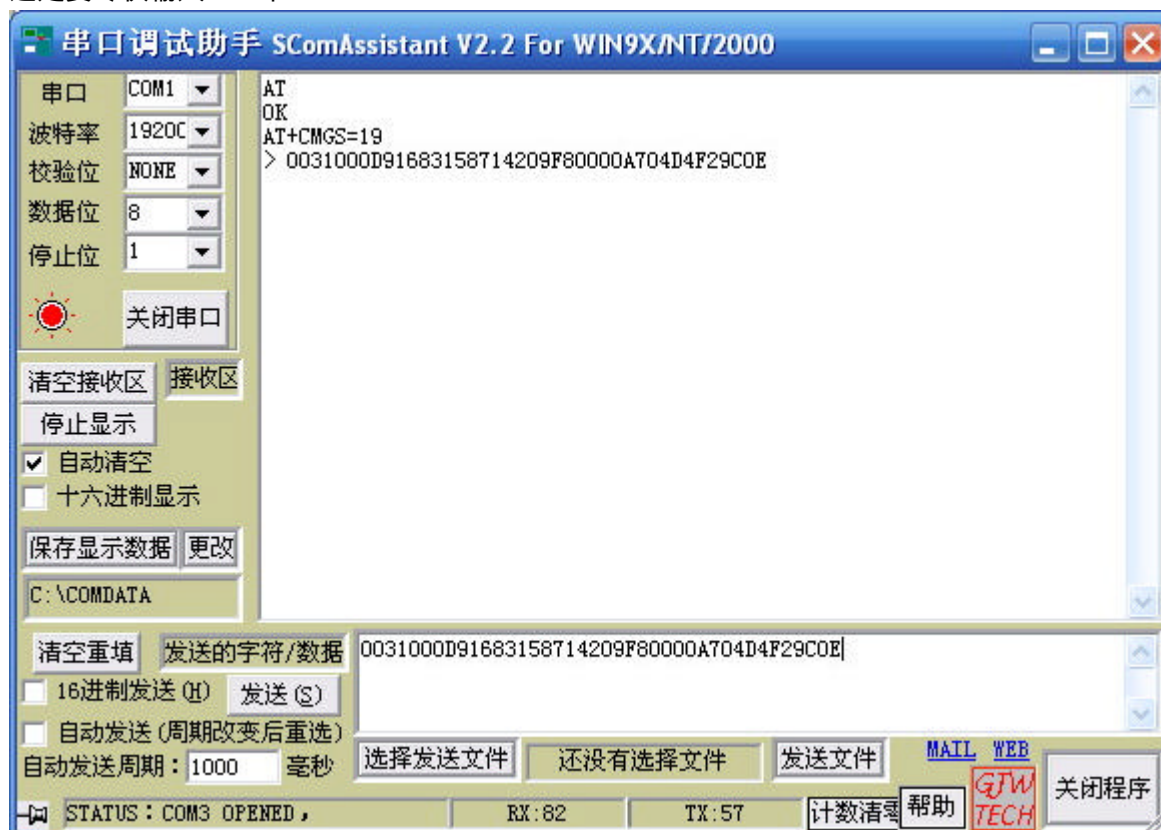 串口调试助手 SComAssistant V2.2 For WIN9X/NT/2000
串口 COM1
波特率 1920C
校验位 NONE
数据位 8
停止位 1
关闭串口
清空接收区 接收区
停止显示
自动清空
十六进制显示
保存显示数据 更改
C:\COMDATA
AT
OK
AT+CMGS=19
> 0031000D91683158714209F80000A704D4F29C0E
清空重填 发送的字符/数据 0031000D91683158714209F80000A704D4F29C0E
16进制发送(H) 发送(S)
自动发送(周期改变后重选)
自动发送周期:1000 毫秒
选择发送文件 还没有选择文件 发送文件 MAIL WEB
GJW TECH
关闭程序
STATUS:COM3 OPENED, RX:82 TX:57 计数清零 帮助